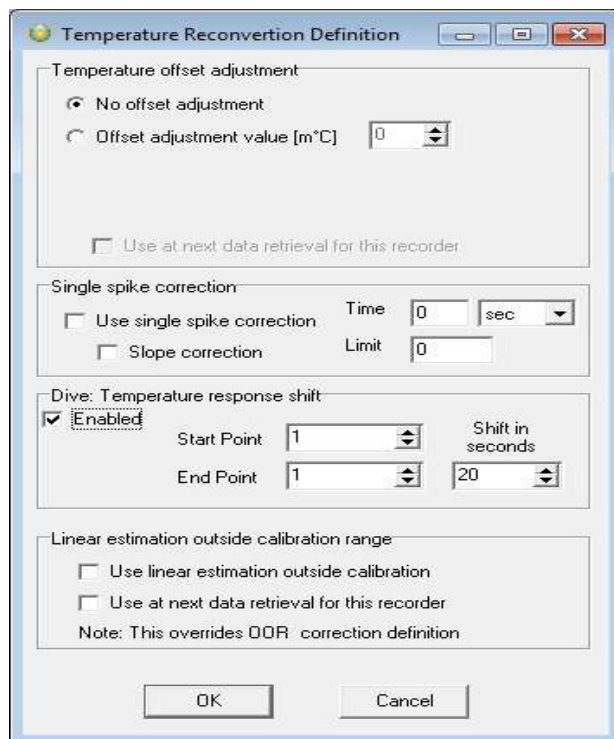 Temperature Reconvertion Definition
Temperature offset adjustment
No offset adjustment
Offset adjustment value [m°C] 0
Use at next data retrieval for this recorder
Single spike correction
Use single spike correction Time 0 sec
Slope correction Limit 0
Dive: Temperature response shift
Enabled
Start Point 1 Shift in
seconds
End Point 1 20
Linear estimation outside calibration range
Use linear estimation outside calibration
Use at next data retrieval for this recorder
Note: This overrides OOR correction definition
OK Cancel